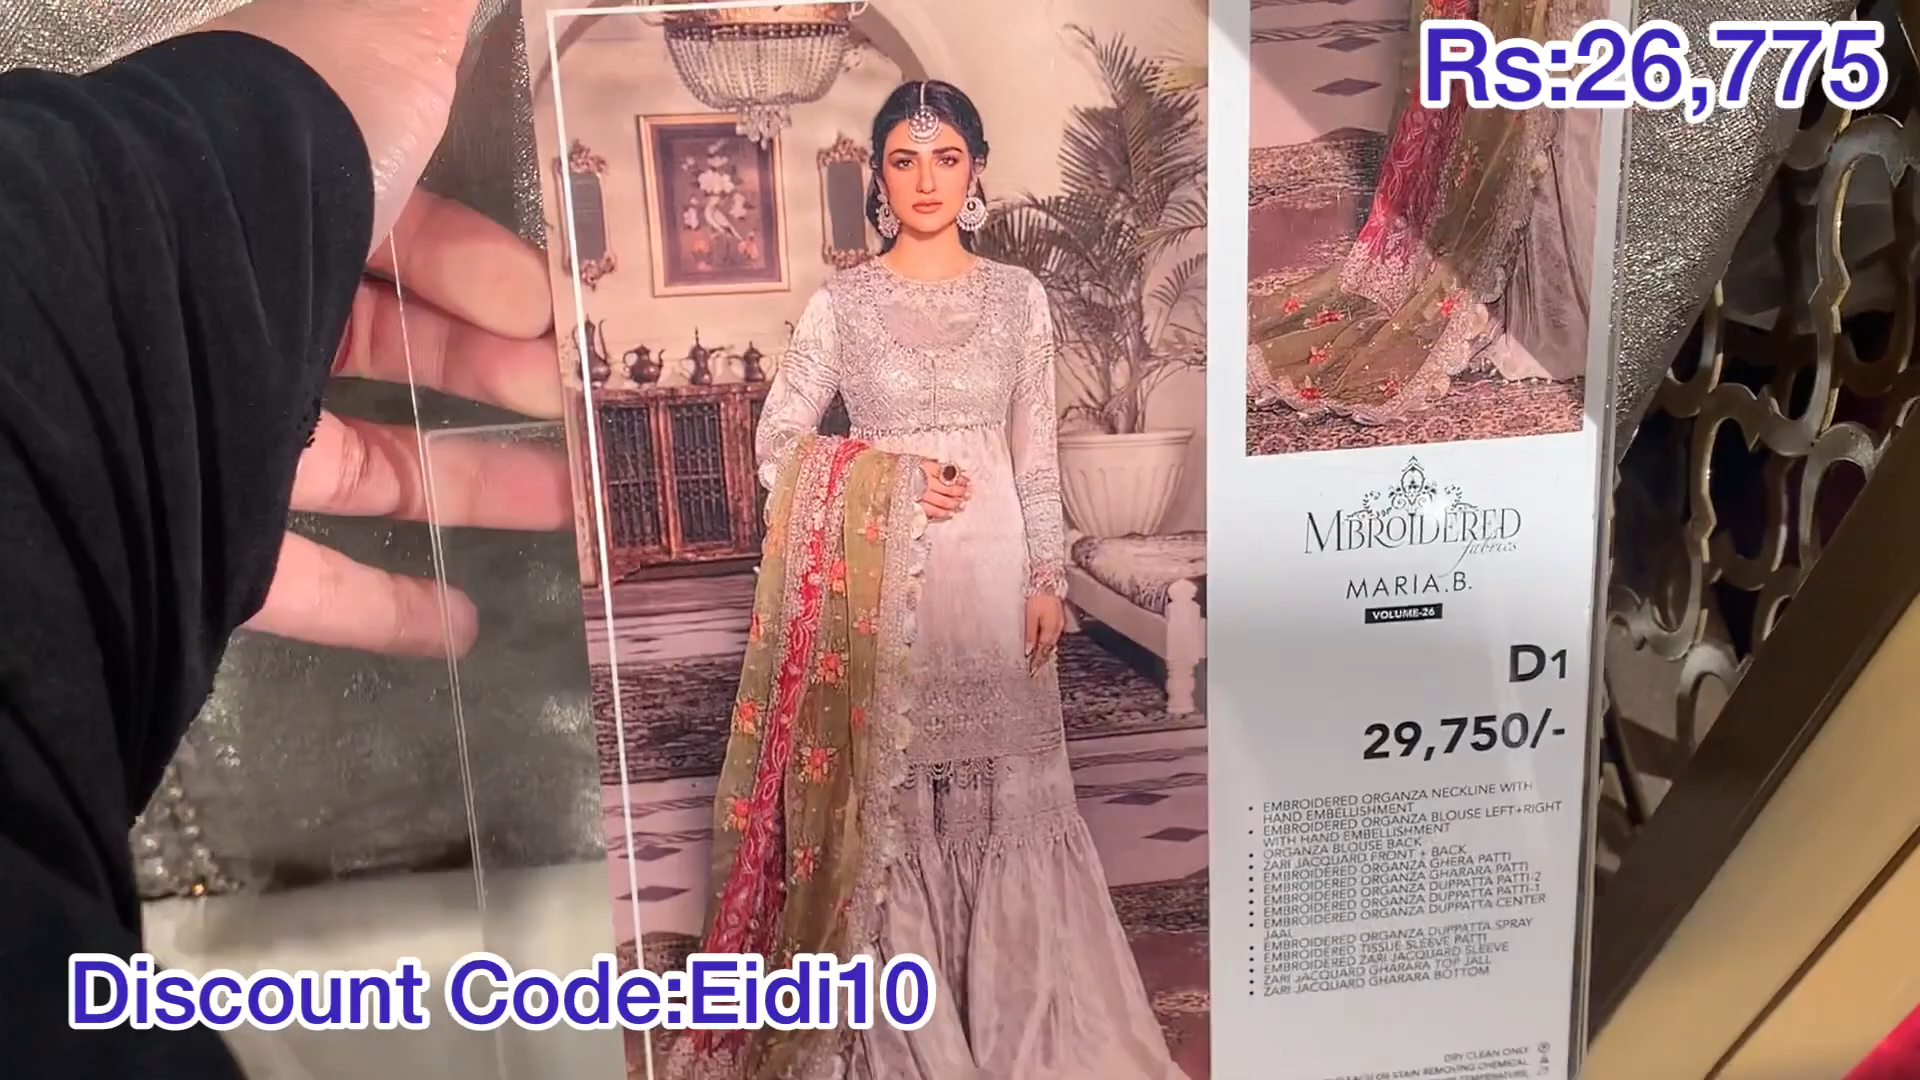 Rs:26,775
MBROIDERED
fabrics
MARIA.B.
VOLUME-26
D1
29,750/-
• EMBROIDERED ORGANZA NECKLINE WITH
HAND EMBELLISHMENT
• EMBROIDERED ORGANZA BLOUSE LEFT+RIGHT
WITH HAND EMBELLISHMENT
• ORGANZA BLOUSE BACK
• ZARI JACQUARD FRONT + BACK
• EMBROIDERED ORGANZA GHERA PATTI
• EMBROIDERED ORGANZA GHARARA PATTI
• EMBROIDERED ORGANZA DUPPATTA PATTI-2
• EMBROIDERED ORGANZA DUPPATTA PATTI-1
• EMBROIDERED ORGANZA DUPPATTA CENTER
JAAL
• EMBROIDERED ORGANZA DUPPATTA SPRAY
• EMBROIDERED TISSUE SLEEVE PATTI
• EMBROIDERED ZARI JACQUARD SLEEVE
• ZARI JACQUARD GHARARA TOP JALL
• ZARI JACQUARD GHARARA BOTTOM
Discount Code:Eidi10
DRY CLEAN ONLY
OR STAIN REMOVING CHEMICAL